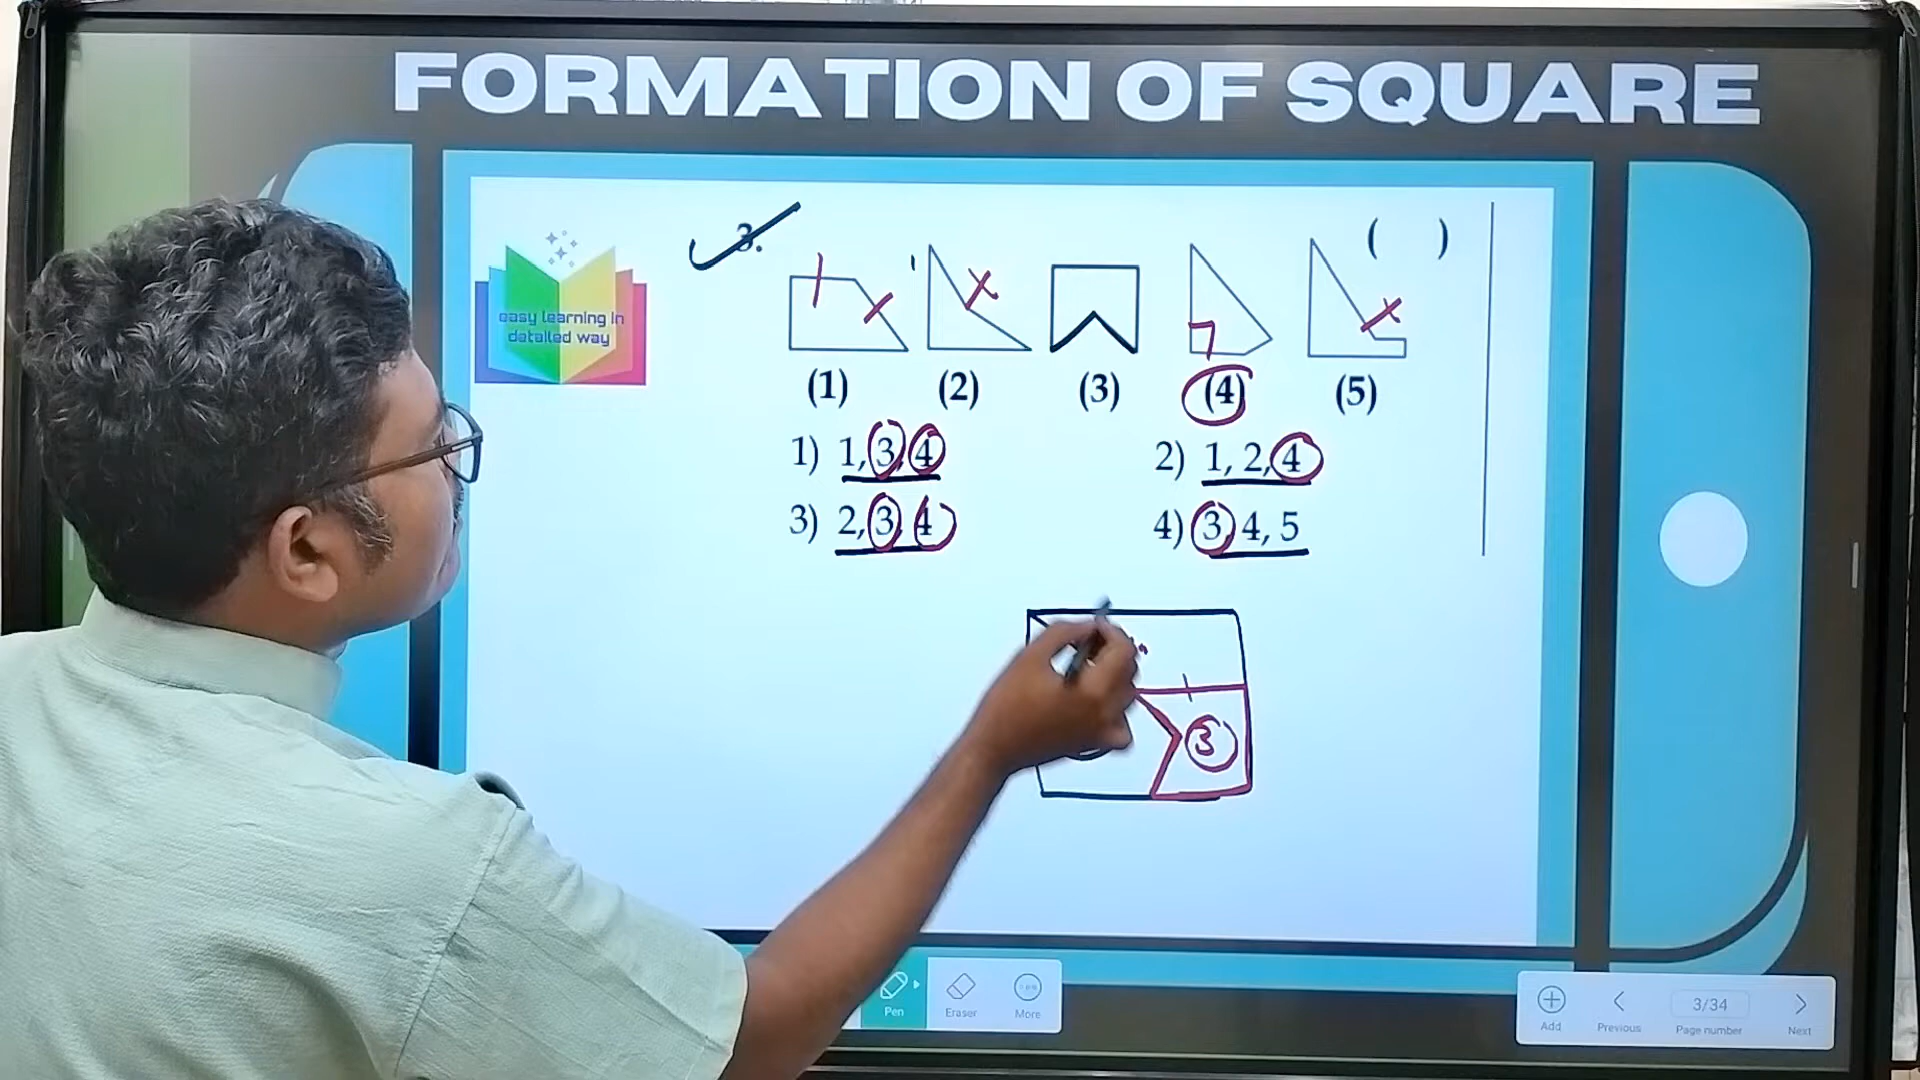 FORMATION OF SQUARE
easy learning in
detailed way
3.
( )
(1) (2) (3) (4) (5)
1) 1, 3, 4 2) 1, 2, 4
3) 2, 3, 4 4) 3, 4, 5
3
Pen
Eraser
More
Add
Previous
3/34
Page number
Next